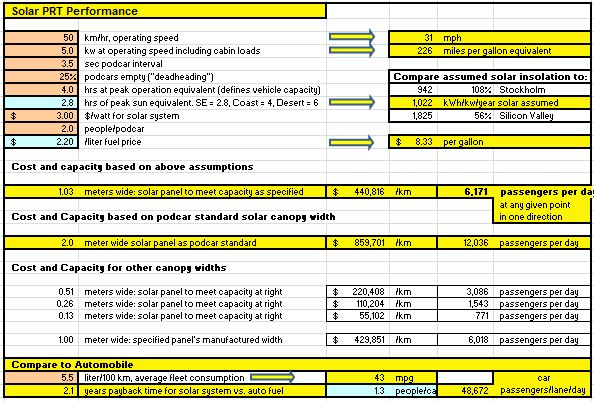 Solar PRT Performance
50 km/hr, operating speed 31 mph
5.0 kw at operating speed including cabin loads 226 miles per gallon equivalent
3.5 sec podcar interval
25% podcars empty ("deadheading") Compare assumed solar insolation to:
4.0 hrs at peak operation equivalent (defines vehicle capacity) 942 108% Stockholm
2.8 hrs of peak sun equivalent. SE = 2.8, Coast = 4, Desert = 6 1,022 kWh/kw/year solar assumed
$ 3.00 $/watt for solar system 1,825 56% Silicon Valley
2.0 people/podcar
$ 2.20 /liter fuel price $ 8.33 per gallon
Cost and capacity based on above assumptions
1.03 meters wide: solar panel to meet capacity as specified $ 440,816 /km 6,171 passengers per day
at any given point
Cost and Capacity based on podcar standard solar canopy width in one direction
2.0 meter wide solar panel as podcar standard $ 859,701 /km 12,036 passengers per day
Cost and Capacity for other canopy widths
0.51 meters wide: solar panel to meet capacity at right $ 220,408 /km 3,086 passengers per day
0.26 meters wide: solar panel to meet capacity at right $ 110,204 /km 1,543 passengers per day
0.13 meters wide: solar panel to meet capacity at right $ 55,102 /km 771 passengers per day
1.00 meter wide: specified panel's manufactured width $ 429,851 /km 6,018 passengers per day
Compare to Automobile
5.5 liter/100 km, average fleet consumption 43 mpg car
2.1 years payback time for solar system vs. auto fuel 1.3 people/ca 48,672 passengers/lane/day